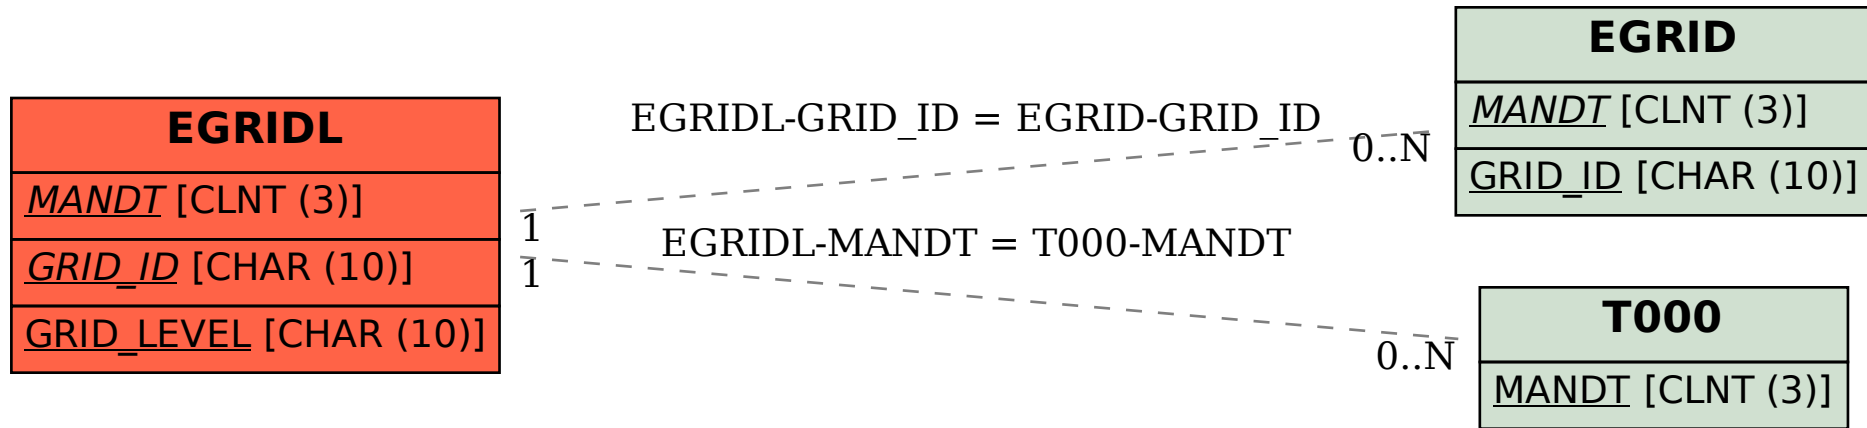 EGRIDL
MANDT [CLNT (3)]
GRID_ID [CHAR (10)]
GRID_LEVEL [CHAR (10)]
EGRIDL-GRID_ID = EGRID-GRID_ID
0..N
1
EGRIDL-MANDT = T000-MANDT
1
0..N
EGRID
MANDT [CLNT (3)]
GRID_ID [CHAR (10)]
T000
MANDT [CLNT (3)]